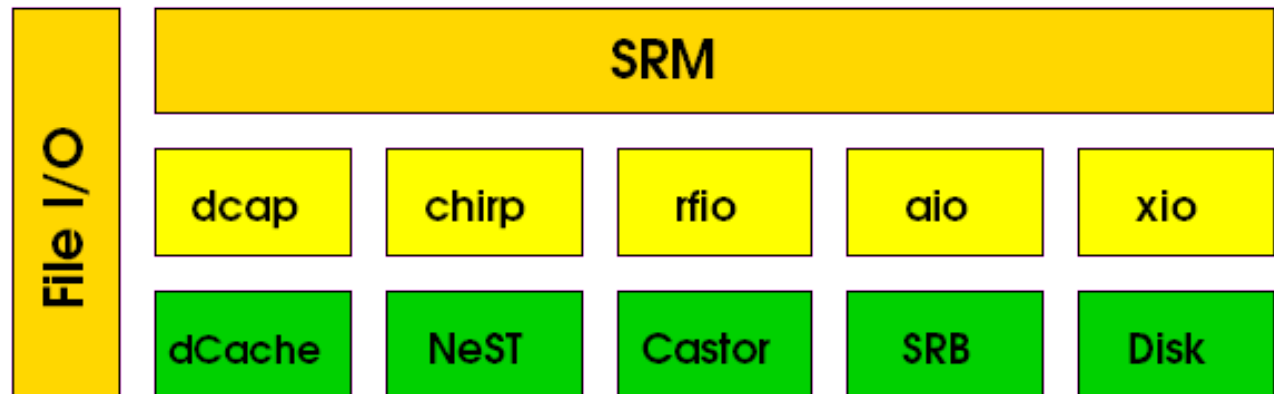 File I/O
SRM
dcap
chirp
rfio
aio
xio
dCache
NeST
Castor
SRB
Disk